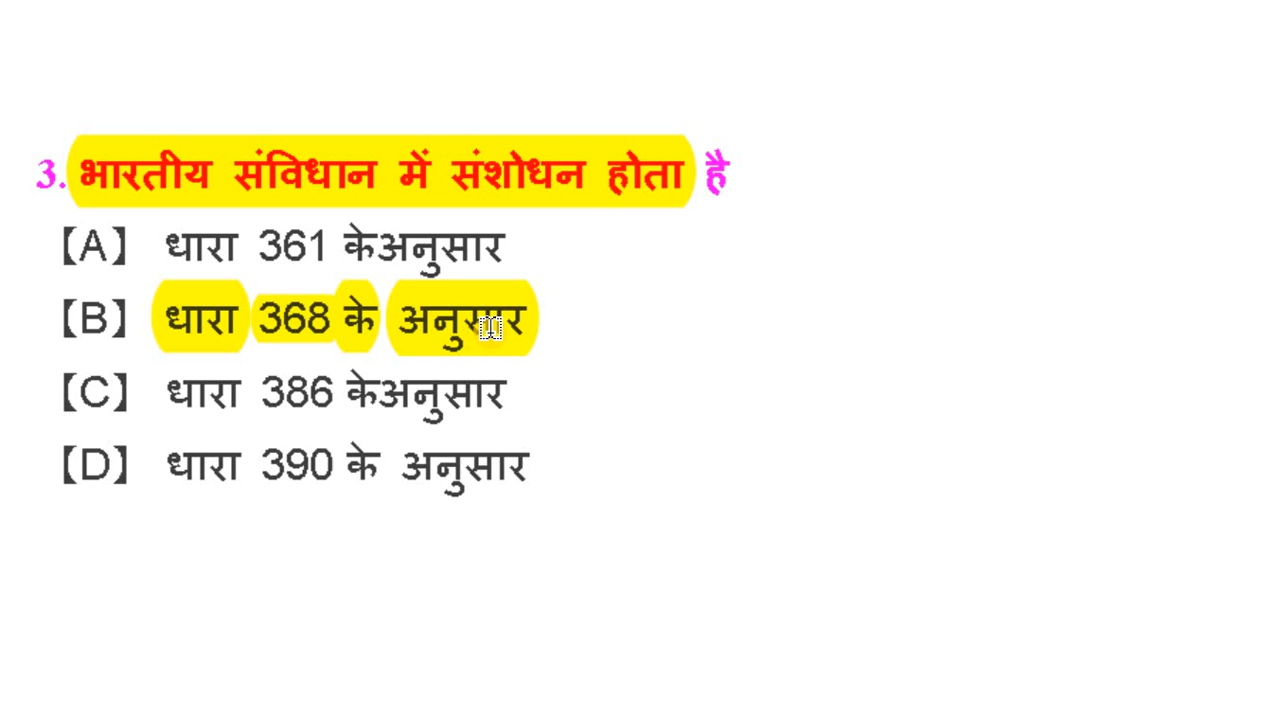 3. भारतीय संविधान में संशोधन होता है
【A】 धारा 361 केअनुसार
【B】 धारा 368 के अनुसार
【C】 धारा 386 केअनुसार
【D】 धारा 390 के अनुसार